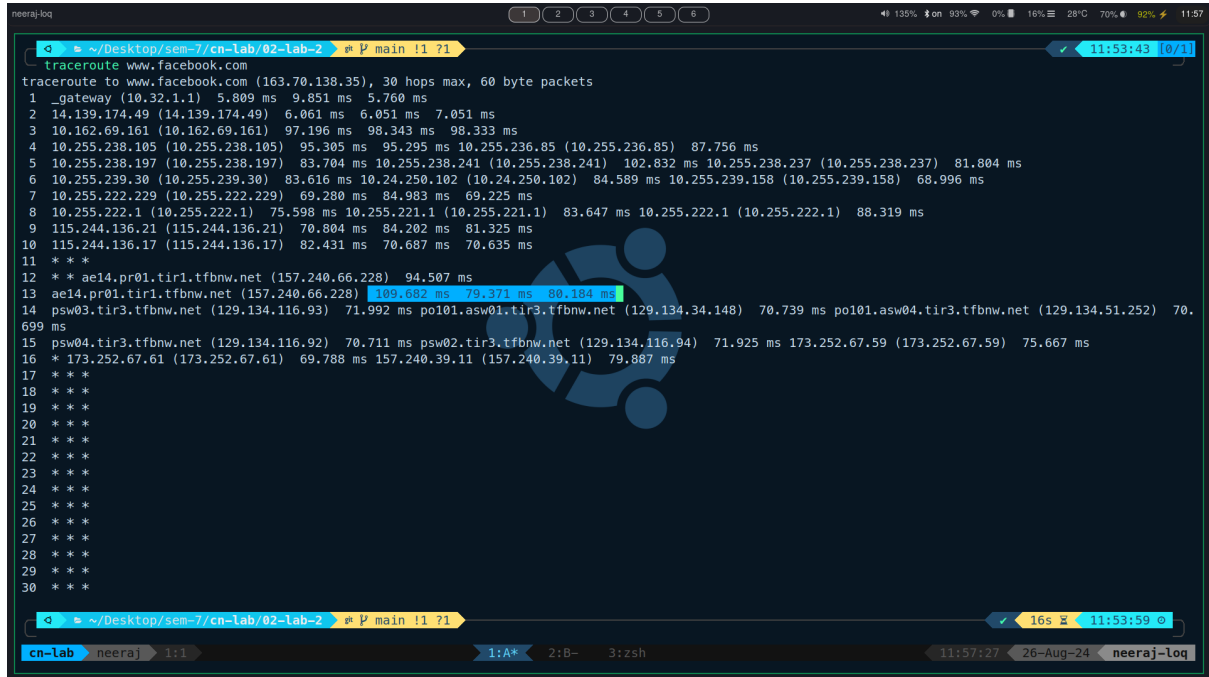 neeraj-loq 1 2 3 4 5 6 135% on 93% 0% 16% 28°C 70% 92% 11:57
~/Desktop/sem-7/cn-lab/02-lab-2 git main !1 ?1 ✔ 11:53:43 [0/1]
traceroute www.facebook.com
traceroute to www.facebook.com (163.70.138.35), 30 hops max, 60 byte packets
1 _gateway (10.32.1.1) 5.809 ms 9.851 ms 5.760 ms
2 14.139.174.49 (14.139.174.49) 6.061 ms 6.051 ms 7.051 ms
3 10.162.69.161 (10.162.69.161) 97.196 ms 98.343 ms 98.333 ms
4 10.255.238.105 (10.255.238.105) 95.305 ms 95.295 ms 10.255.236.85 (10.255.236.85) 87.756 ms
5 10.255.238.197 (10.255.238.197) 83.704 ms 10.255.238.241 (10.255.238.241) 102.832 ms 10.255.238.237 (10.255.238.237) 81.804 ms
6 10.255.239.30 (10.255.239.30) 83.616 ms 10.24.250.102 (10.24.250.102) 84.589 ms 10.255.239.158 (10.255.239.158) 68.996 ms
7 10.255.222.229 (10.255.222.229) 69.280 ms 84.983 ms 69.225 ms
8 10.255.222.1 (10.255.222.1) 75.598 ms 10.255.221.1 (10.255.221.1) 83.647 ms 10.255.222.1 (10.255.222.1) 88.319 ms
9 115.244.136.21 (115.244.136.21) 70.804 ms 84.202 ms 81.325 ms
10 115.244.136.17 (115.244.136.17) 82.431 ms 70.687 ms 70.635 ms
11 * * *
12 * * ae14.pr01.tir1.tfbnw.net (157.240.66.228) 94.507 ms
13 ae14.pr01.tir1.tfbnw.net (157.240.66.228) 109.682 ms 79.371 ms 80.184 ms
14 psw03.tir3.tfbnw.net (129.134.116.93) 71.992 ms po101.asw01.tir3.tfbnw.net (129.134.34.148) 70.739 ms po101.asw04.tir3.tfbnw.net (129.134.51.252) 70.
699 ms
15 psw04.tir3.tfbnw.net (129.134.116.92) 70.711 ms psw02.tir3.tfbnw.net (129.134.116.94) 71.925 ms 173.252.67.59 (173.252.67.59) 75.667 ms
16 * 173.252.67.61 (173.252.67.61) 69.788 ms 157.240.39.11 (157.240.39.11) 79.887 ms
17 * * *
18 * * *
19 * * *
20 * * *
21 * * *
22 * * *
23 * * *
24 * * *
25 * * *
26 * * *
27 * * *
28 * * *
29 * * *
30 * * *
~/Desktop/sem-7/cn-lab/02-lab-2 git main !1 ?1 ✔ 16s 11:53:59
cn-lab neeraj 1:1 1:A* 2:B- 3:zsh 11:57:27 26-Aug-24 neeraj-loq